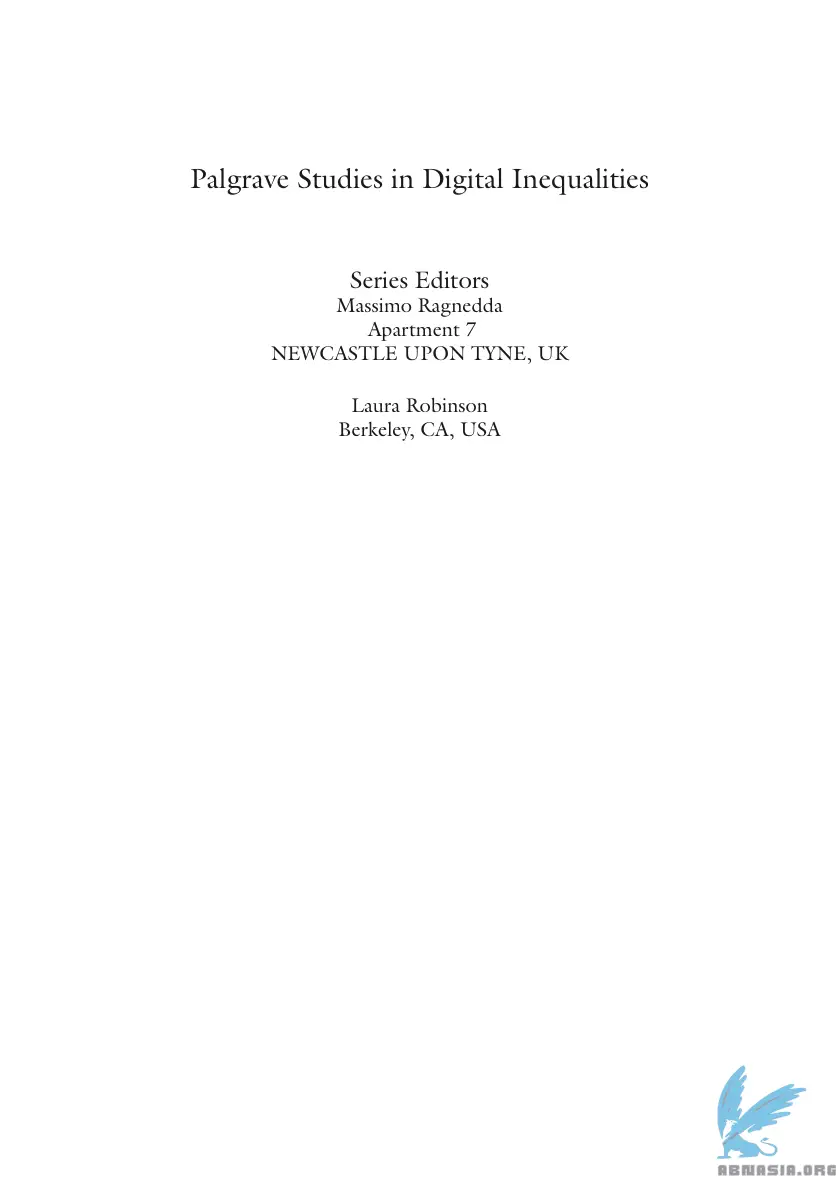 Palgrave Studies in Digital Inequalities
Series Editors
Massimo Ragnedda
Apartment 7
NEWCASTLE UPON TYNE, UK
Laura Robinson
Berkeley, CA, USA
ABNASIA.ORG